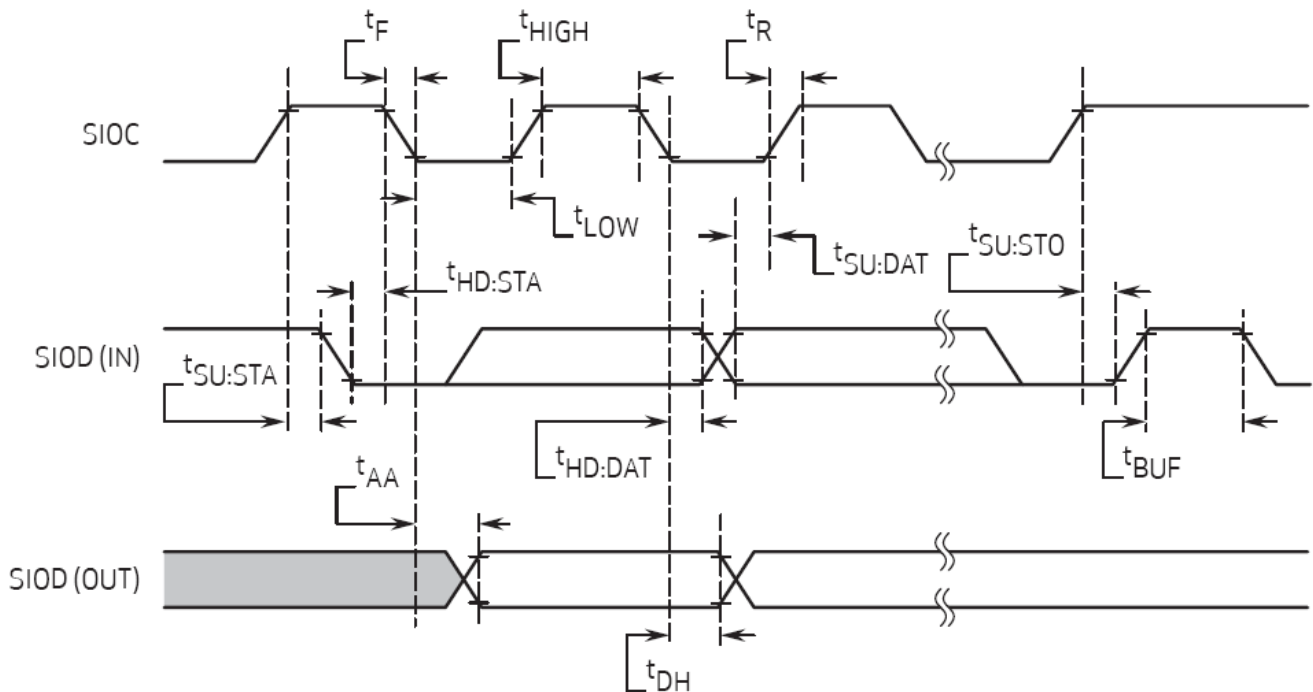 tF
tHIGH
tR
SIOC
tLOW
tSU:DAT
tSU:STO
tHD:STA
SIOD (IN)
tSU:STA
tHD:DAT
tBUF
tAA
SIOD (OUT)
tDH